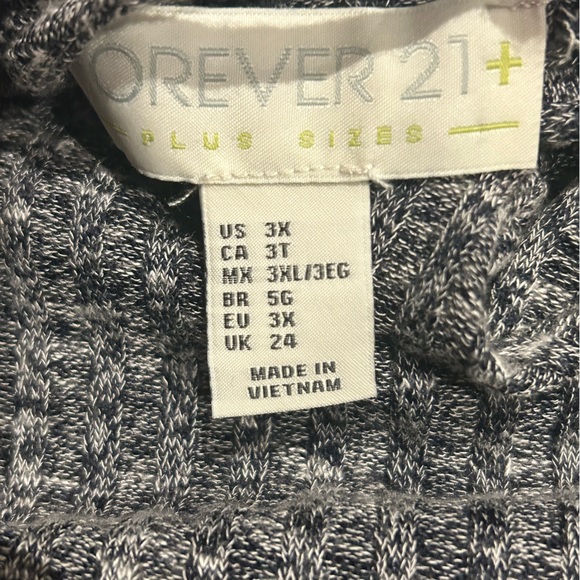 OREVER 21+
PLUS SIZES
US 3X
CA 3T
MX 3XL/3EG
BR 5G
EU 3X
UK 24
MADE IN
VIETNAM